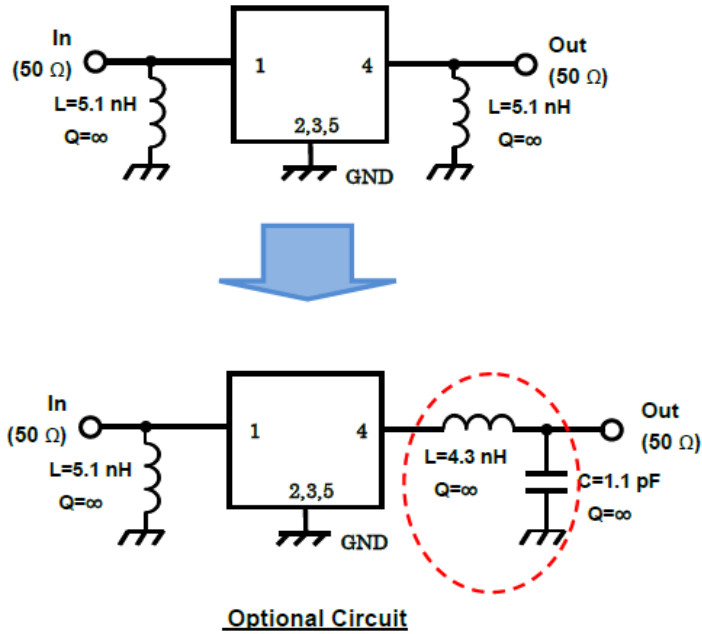 In
(50 Ω)
Out
(50 Ω)
1
4
L=5.1 nH
Q=∞
L=5.1 nH
Q=∞
2,3,5
GND
In
(50 Ω)
Out
(50 Ω)
1
4
L=5.1 nH
Q=∞
L=4.3 nH
Q=∞
C=1.1 pF
Q=∞
2,3,5
GND
Optional Circuit